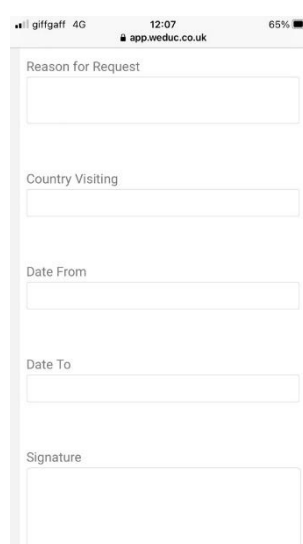 giffgaff 4G 12:07 65%
app.weduc.co.uk
Reason for Request
Country Visiting
Date From
Date To
Signature